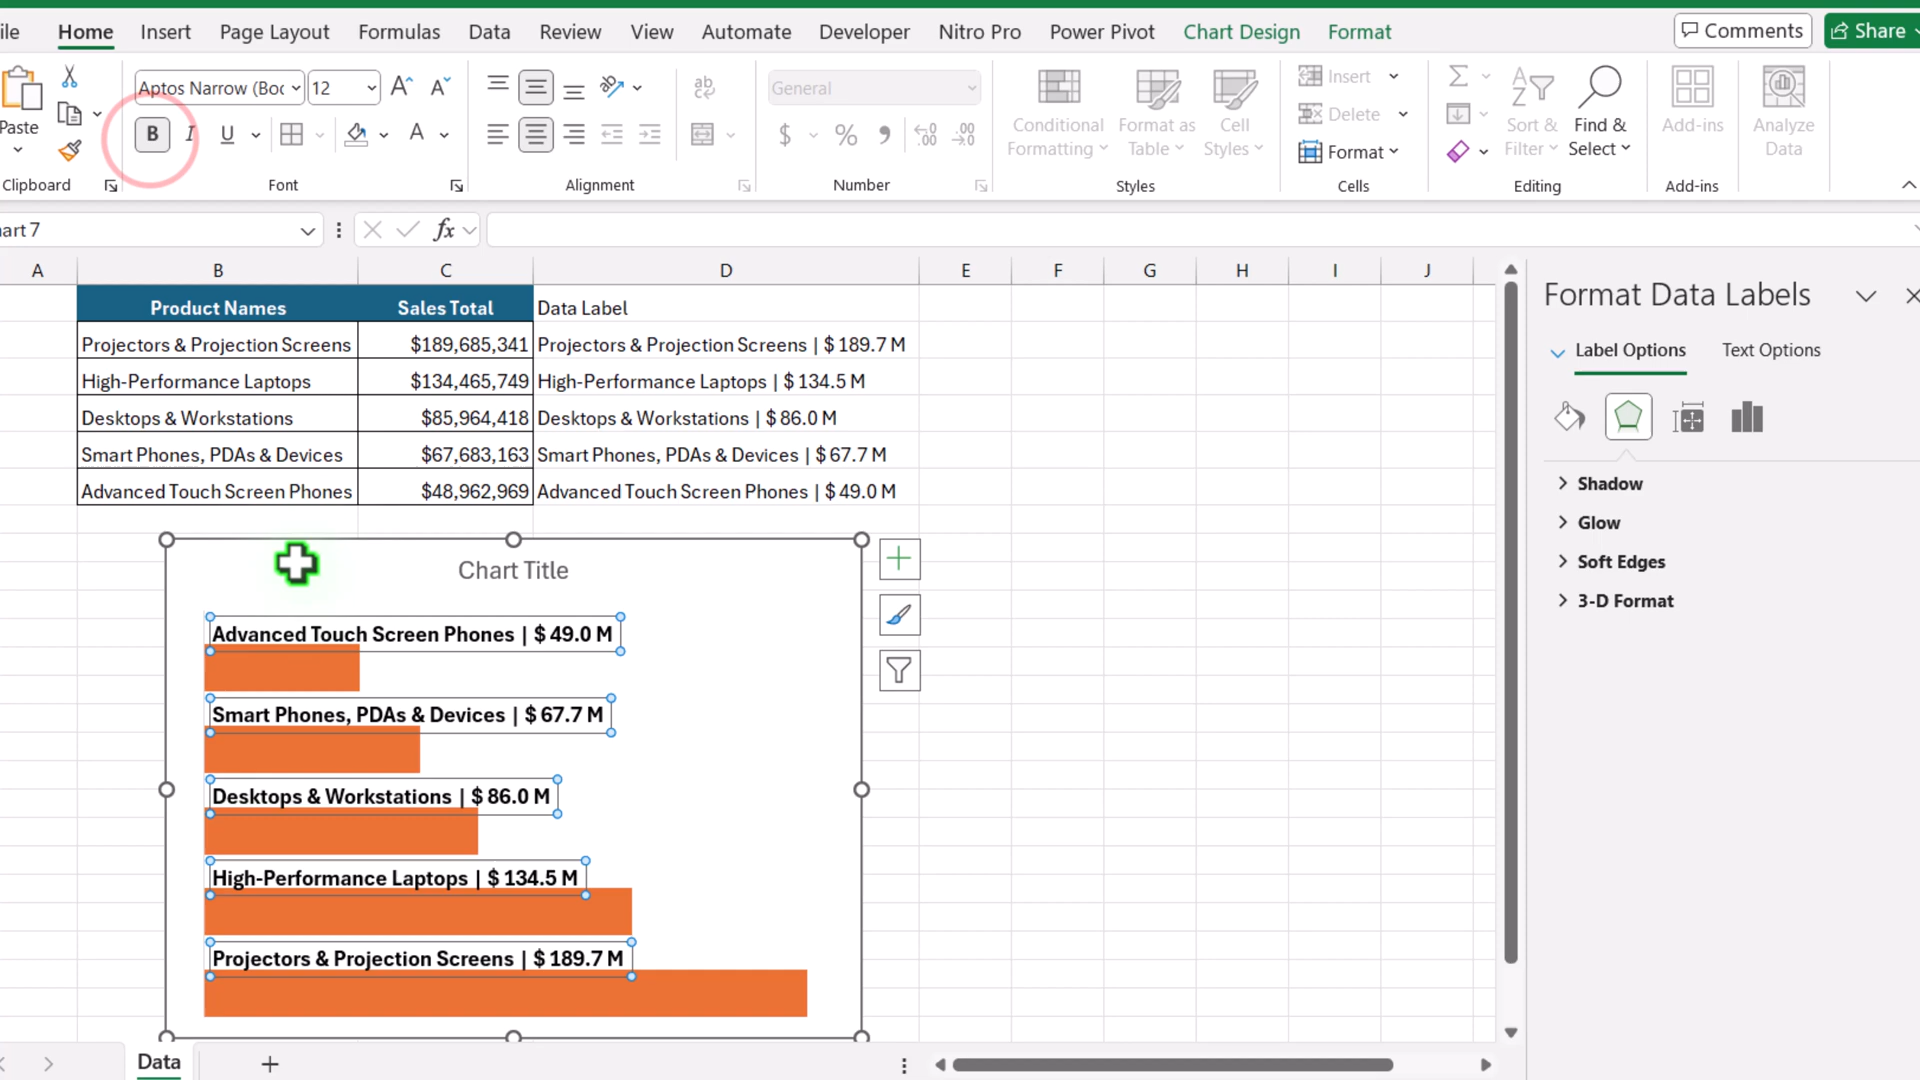 ile Home Insert Page Layout Formulas Data Review View Automate Developer Nitro Pro Power Pivot Chart Design Format Comments Share
Aptos Narrow (Boc 12 General Insert
Paste Conditional Formatting Format as Table Cell Styles Delete Sort & Filter Find & Select Add-ins Analyze Data
B I U A $ % Format
Clipboard Font Alignment Number Styles Cells Editing Add-ins
art 7 fx
A B C D E F G H I J
Product Names Sales Total Data Label
Projectors & Projection Screens $189,685,341 Projectors & Projection Screens | $ 189.7 M
High-Performance Laptops $134,465,749 High-Performance Laptops | $ 134.5 M
Desktops & Workstations $85,964,418 Desktops & Workstations | $ 86.0 M
Smart Phones, PDAs & Devices $67,683,163 Smart Phones, PDAs & Devices | $ 67.7 M
Advanced Touch Screen Phones $48,962,969 Advanced Touch Screen Phones | $ 49.0 M
Chart Title
Advanced Touch Screen Phones | $ 49.0 M
Smart Phones, PDAs & Devices | $ 67.7 M
Desktops & Workstations | $ 86.0 M
High-Performance Laptops | $ 134.5 M
Projectors & Projection Screens | $ 189.7 M
Format Data Labels
Label Options Text Options
Shadow
Glow
Soft Edges
3-D Format
Data